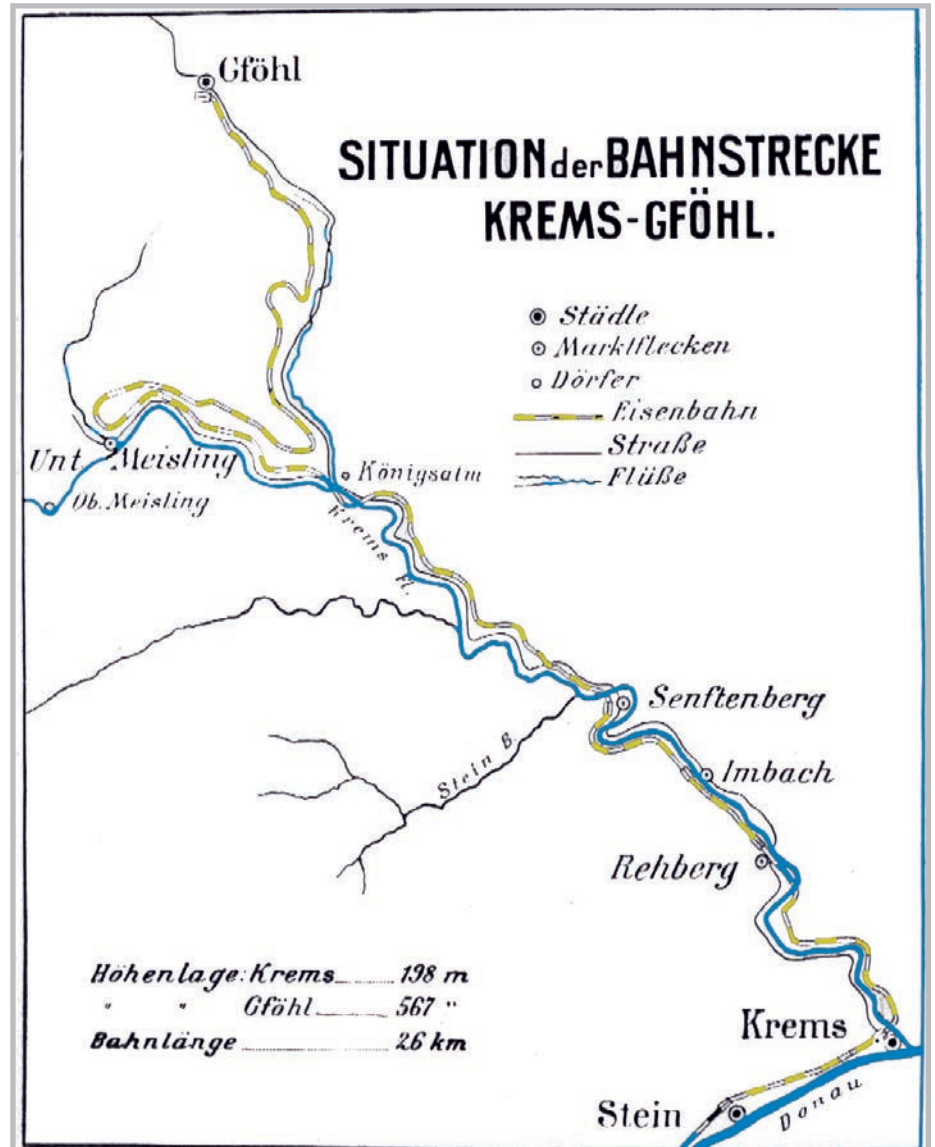 Gföhl
SITUATION der BAHNSTRECKE
KREMS-GFÖHL.
Städle
Marktflecken
Dörfer
Eisenbahn
Straße
Flüße
Unt. Meisling
Ob. Meisling
Königsalm
Krems fl.
Senftenberg
Stein B.
Imbach
Rehberg
Höhenlage: Krems 198 m
" " Gföhl 567 "
Bahnlänge 26 km
Krems
Stein
Donau